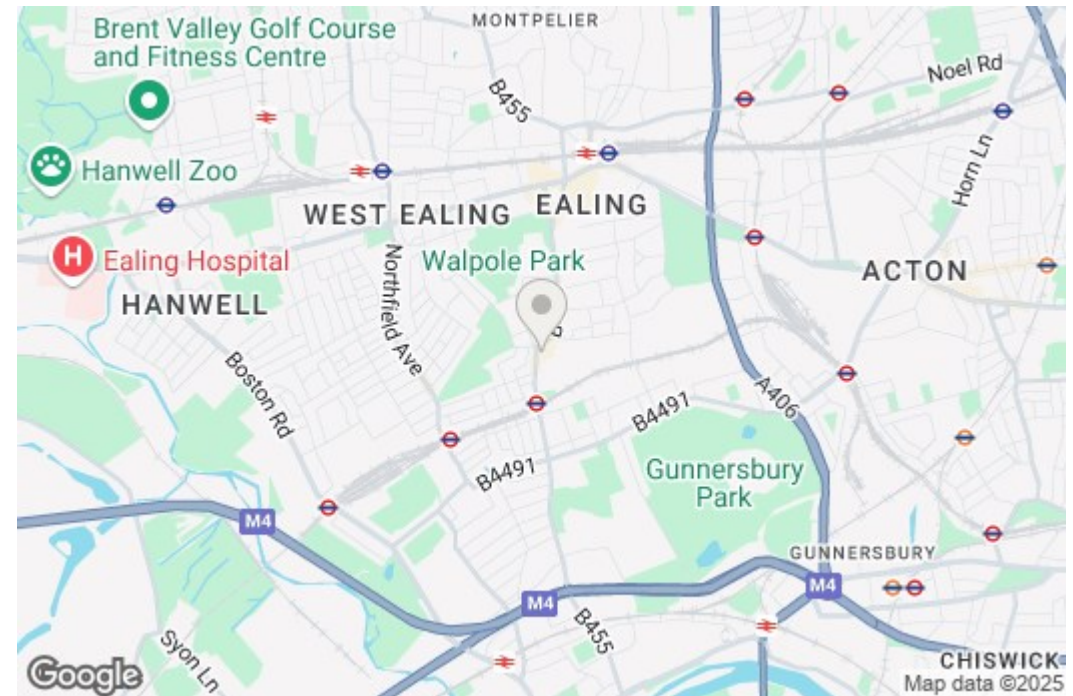 MONTPELIER
Brent Valley Golf Course
and Fitness Centre
Noel Rd
B455
Horn Ln
Hanwell Zoo
WEST EALING
EALING
Ealing Hospital
H
Walpole Park
ACTON
HANWELL
Northfield Ave
B
Boston Rd
A406
B4491
B4491
Gunnersbury
Park
M4
GUNNERSBURY
M4
M4
B455
Syon Ln
CHISWICK
Google
Map data ©2025